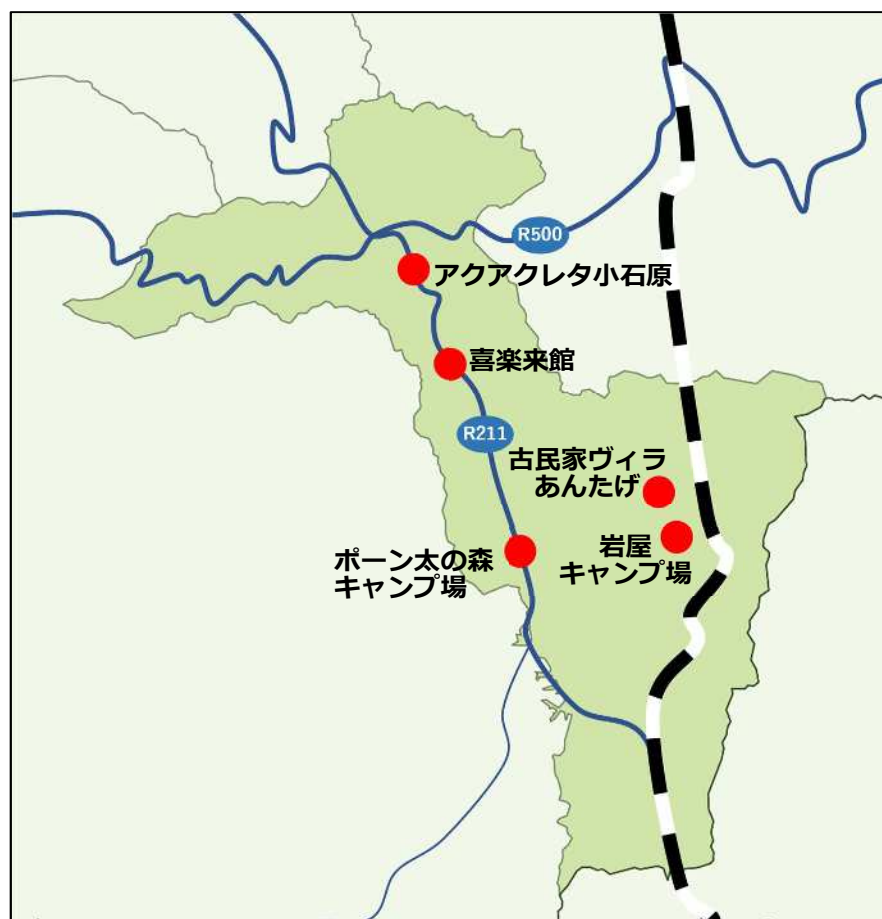 R500
アクアクレタ小石原
喜楽来館
R211
古民家ヴィラ
あんたげ
ポーン太の森
キャンプ場
岩屋
キャンプ場